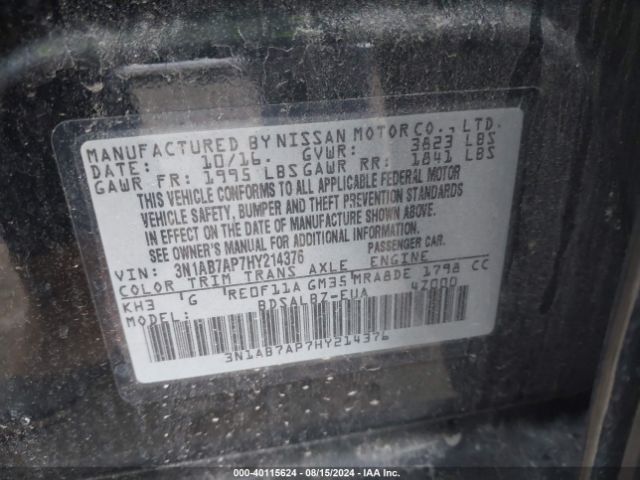 MANUFACTURED BY NISSAN MOTOR CO., LTD.
DATE: 10/16. GVWR: 3823 LBS
GAWR FR: 1995 LBS GAWR RR: 1841 LBS
THIS VEHICLE CONFORMS TO ALL APPLICABLE FEDERAL MOTOR
VEHICLE SAFETY, BUMPER AND THEFT PREVENTION STANDARDS
IN EFFECT ON THE DATE OF MANUFACTURE SHOWN ABOVE.
SEE OWNER'S MANUAL FOR ADDITIONAL INFORMATION.
VIN: 3N1AB7AP7HY214376 PASSENGER CAR.
COLOR TRIM TRANS AXLE ENGINE
KH3 G RE0F11A GM35 MRA8DE 1798 CC
MODEL: BDSALBZ-EUA 4Z000
3N1AB7AP7HY214376
000-40115624 | 08/15/2024 | IAA Inc.